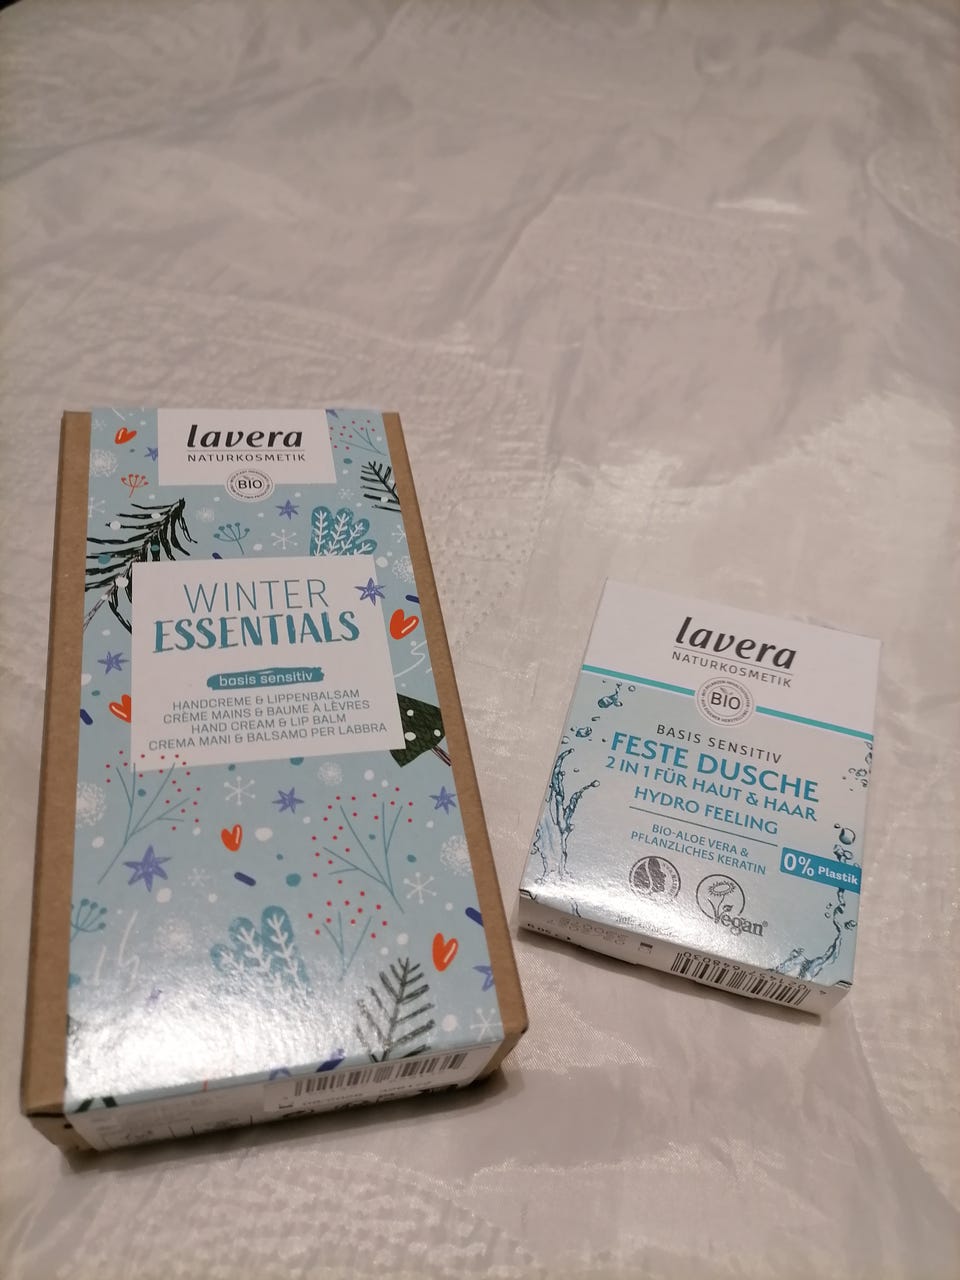 lavera
NATURKOSMETIK
BIO
WINTER
ESSENTIALS
basis sensitiv
HANDCREME & LIPPENBALSAM
CRÈME MAINS & BAUME À LÈVRES
HAND CREAM & LIP BALM
CREMA MANI & BALSAMO PER LABBRA
lavera
NATURKOSMETIK
BIO
BASIS SENSITIV
FESTE DUSCHE
2 IN 1 FÜR HAUT & HAAR
HYDRO FEELING
BIO-ALOE VERA &
PFLANZLICHES KERATIN
0% Plastik
Vegan